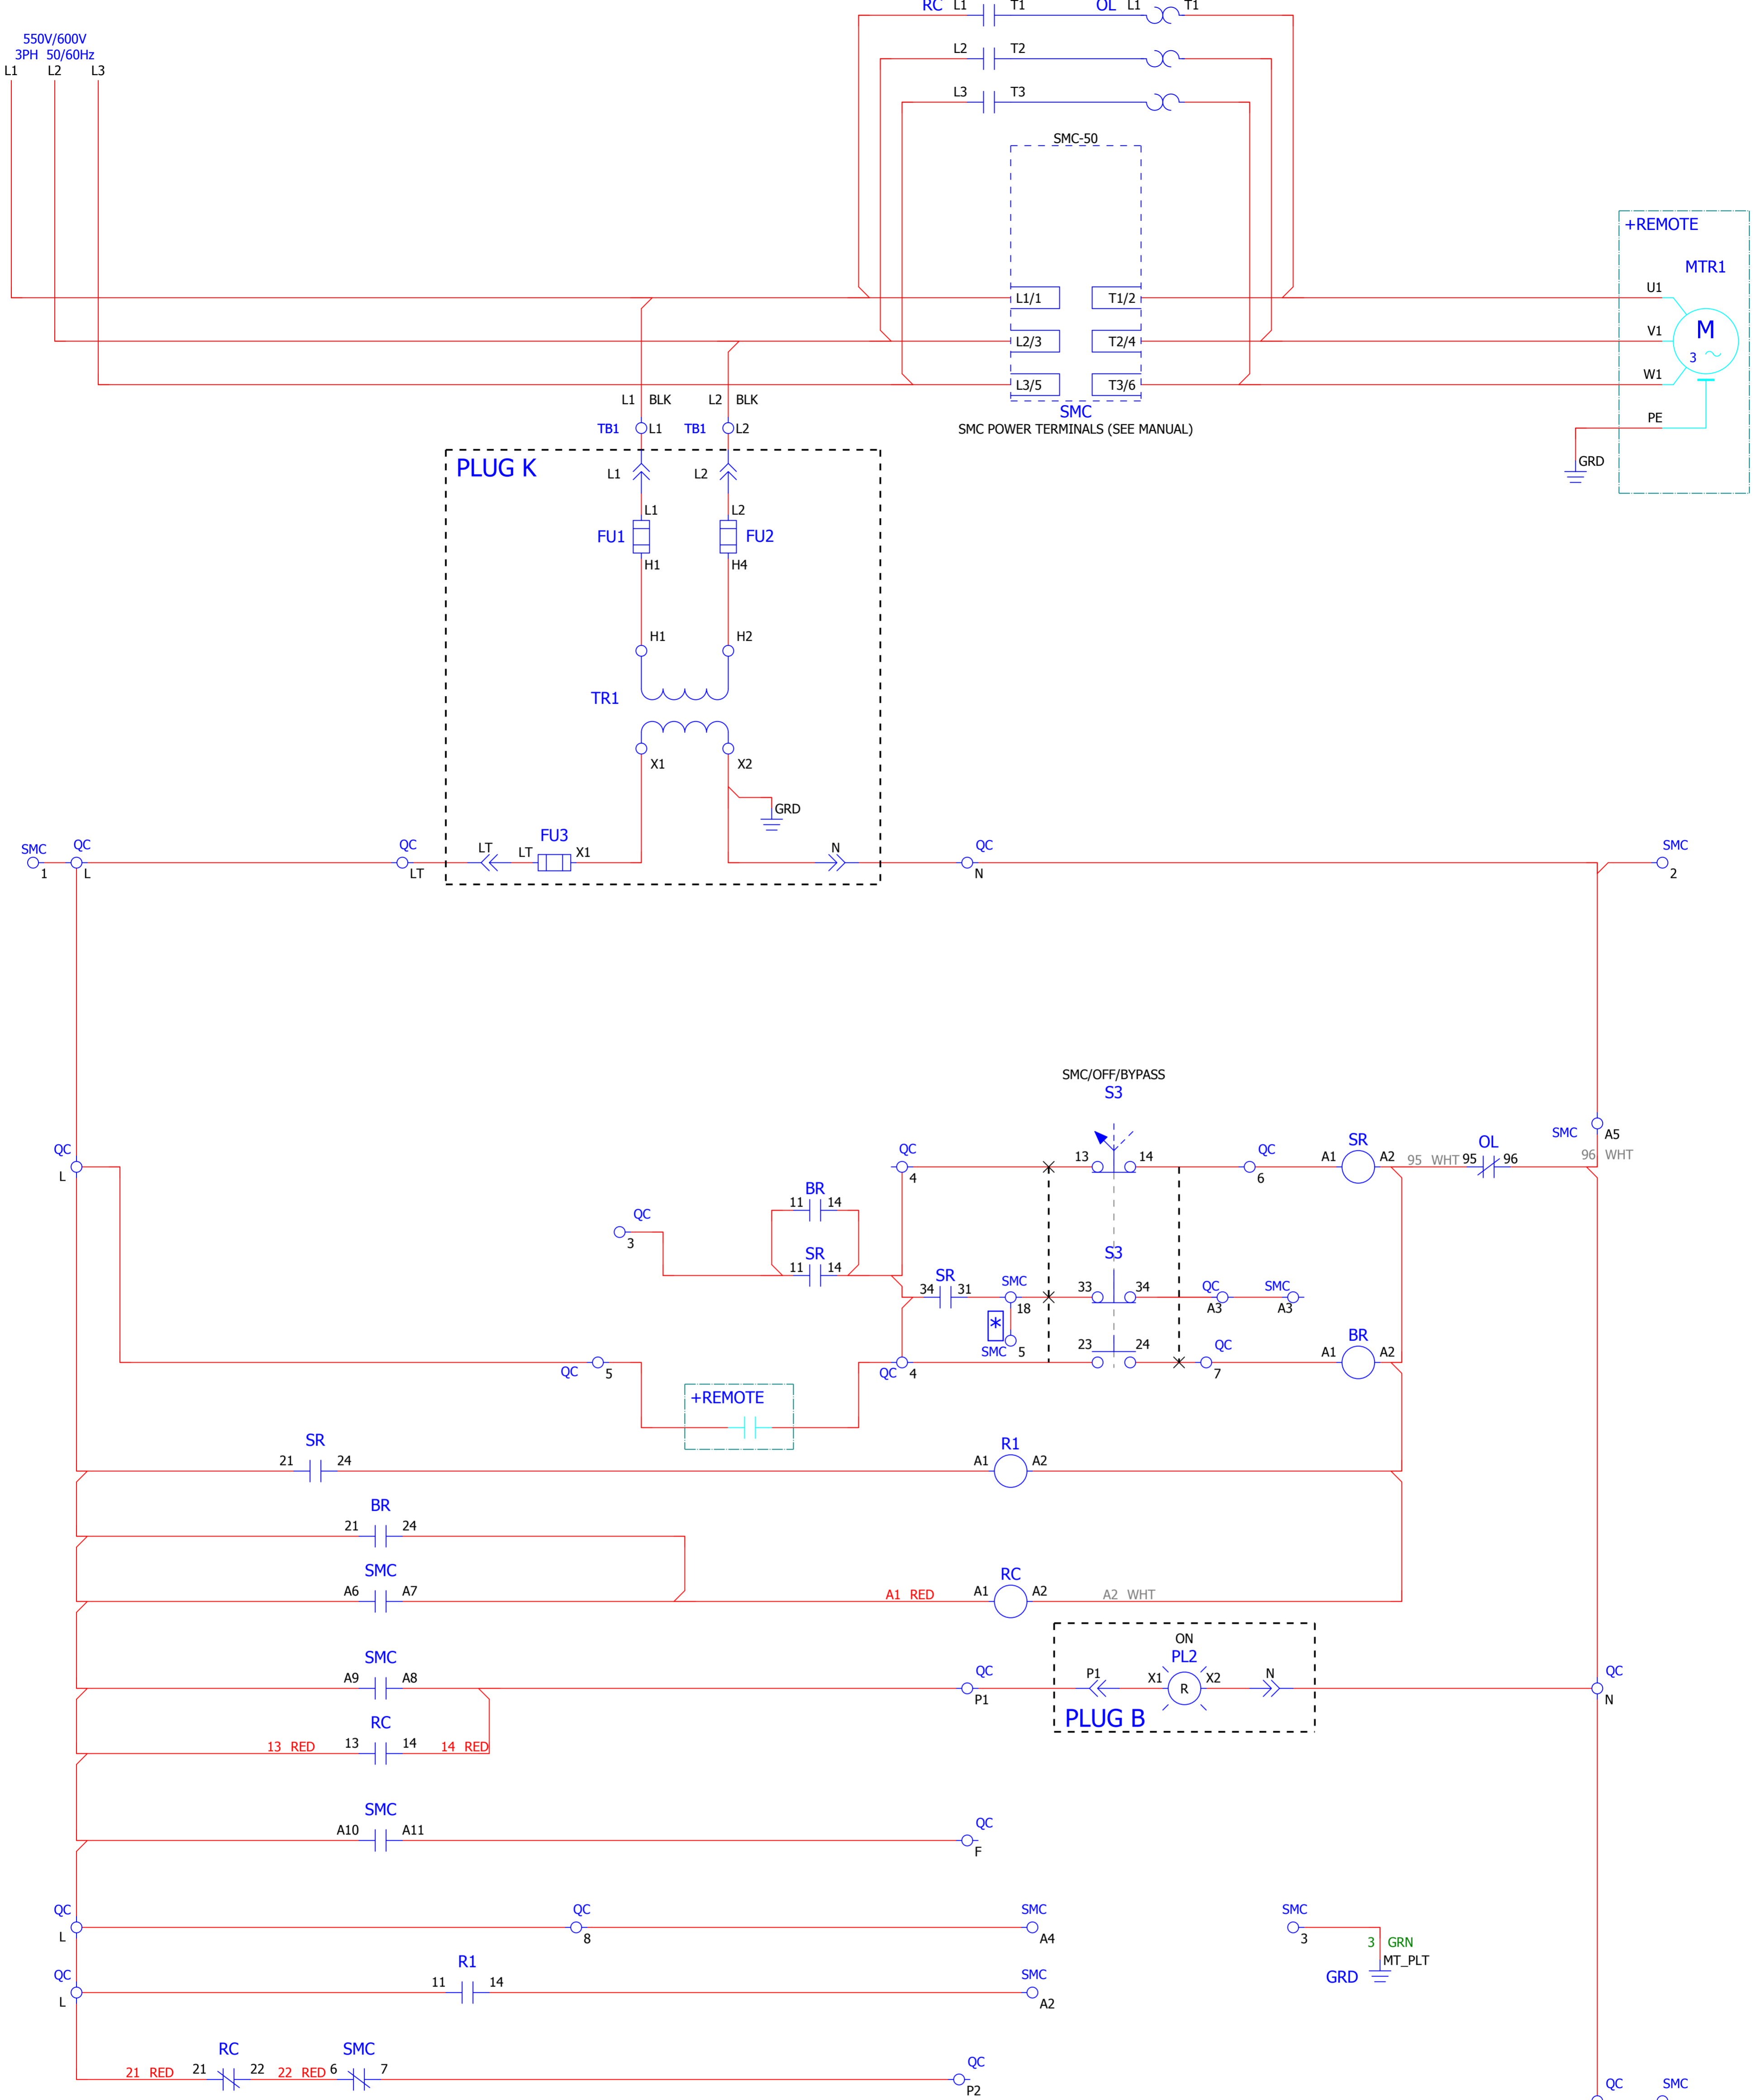 RC L1 T1 OL L1 T1
550V/600V
3PH 50/60Hz
L1 L2 L3
L2 T2
L3 T3
SMC-50
+REMOTE
MTR1
U1
L1/1 T1/2
V1
M
3
L2/3 T2/4
W1
L3/5 T3/6
L1 BLK L2 BLK
SMC
SMC POWER TERMINALS (SEE MANUAL)
PE
TB1 L1 TB1 L2
GRD
PLUG K
L1 L2
L1 L2
FU1 FU2
H1 H4
H1 H2
TR1
X1 X2
GRD
SMC QC QC FU3 QC SMC
LT LT X1 N
1 L LT N 2
SMC/OFF/BYPASS
S3
SMC A5
QC QC 13 14 QC SR OL
A1 A2 95 WHT 95 96 96 WHT
L 4 6
BR
11 14
QC
3
SR
11 14
S3
SR SMC QC SMC
34 31 33 34
18 A3 A3
*
SMC 5
23 24 QC BR
A1 A2
QC 5 QC 4 7
+REMOTE
SR R1
21 24 A1 A2
BR
21 24
SMC RC
A6 A7 A1 RED A1 A2 A2 WHT
ON
SMC QC PL2 QC
A9 A8 P1 X1 X2 N
P1 R N
PLUG B
RC
13 RED 13 14 14 RED
SMC QC
A10 A11
F
QC QC SMC SMC
L 8 A4 3
3 GRN
MT_PLT
GRD
QC R1 SMC
11 14
L A2
RC SMC QC
21 RED 21 22 22 RED 6 7
P2
QC SMC